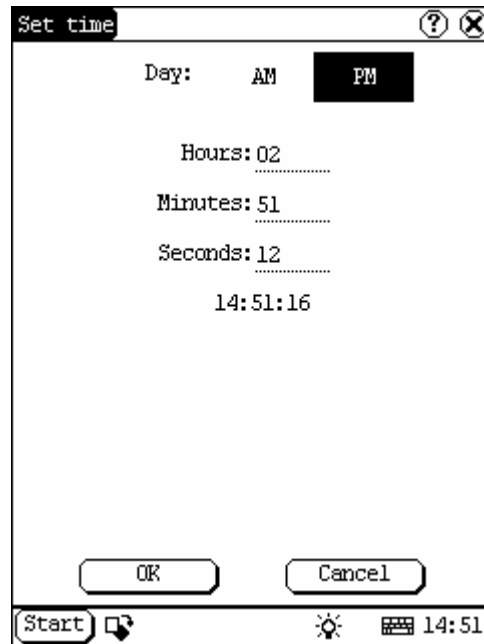 Set time ?
Day: AM PM
Hours: 02
Minutes: 51
Seconds: 12
14:51:16
OK Cancel
Start 14:51